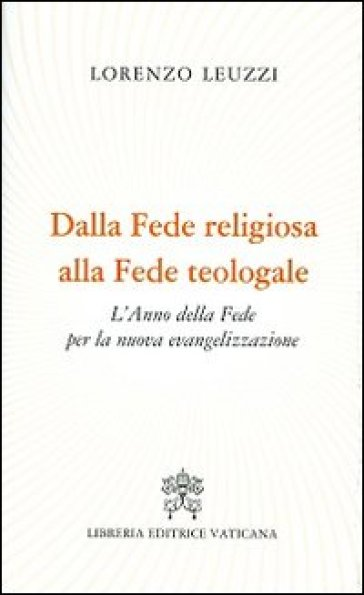 LORENZO LEUZZI
Dalla Fede religiosa
alla Fede teologale
L'Anno della Fede
per la nuova evangelizzazione
LIBRERIA EDITRICE VATICANA